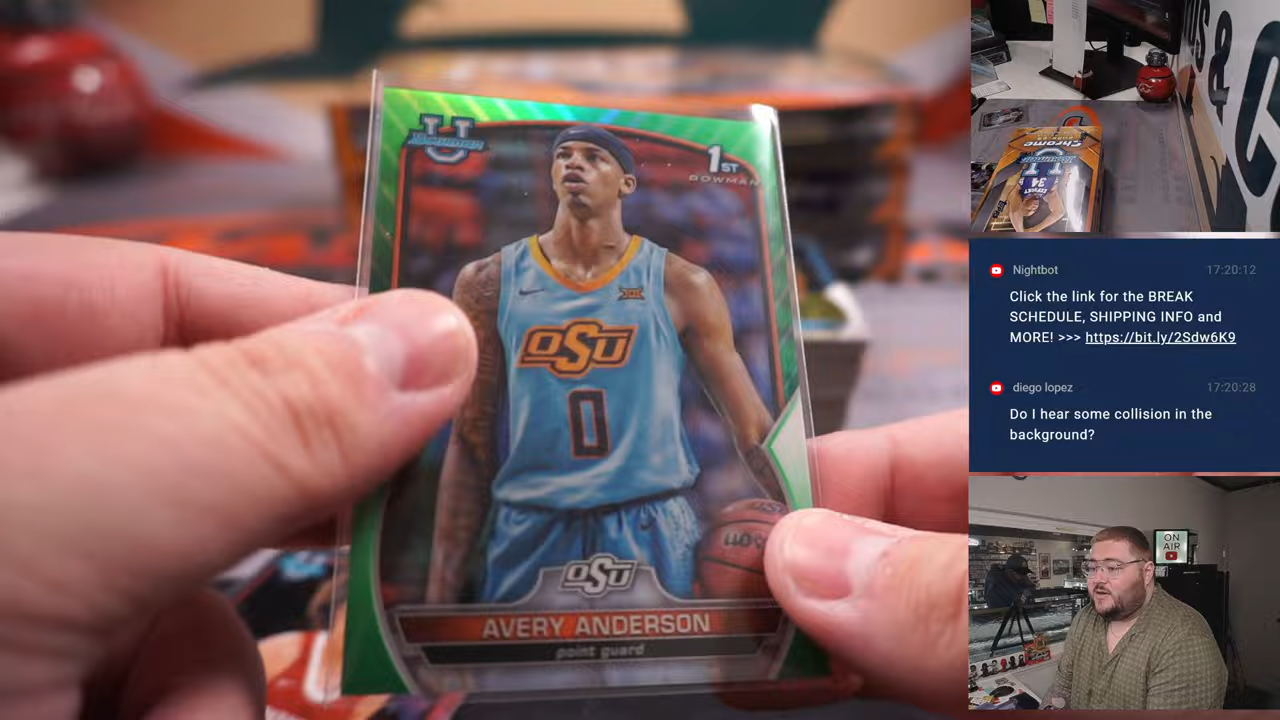 1ST
BOWMAN
OSU
0
OSU
AVERY ANDERSON
point guard
US &
Chrome
34
Nightbot
17:20:12
Click the link for the BREAK
SCHEDULE, SHIPPING INFO and
MORE! >>> https://bit.ly/2Sdw6K9
diego lopez
17:20:28
Do I hear some collision in the
background?
ON
AIR